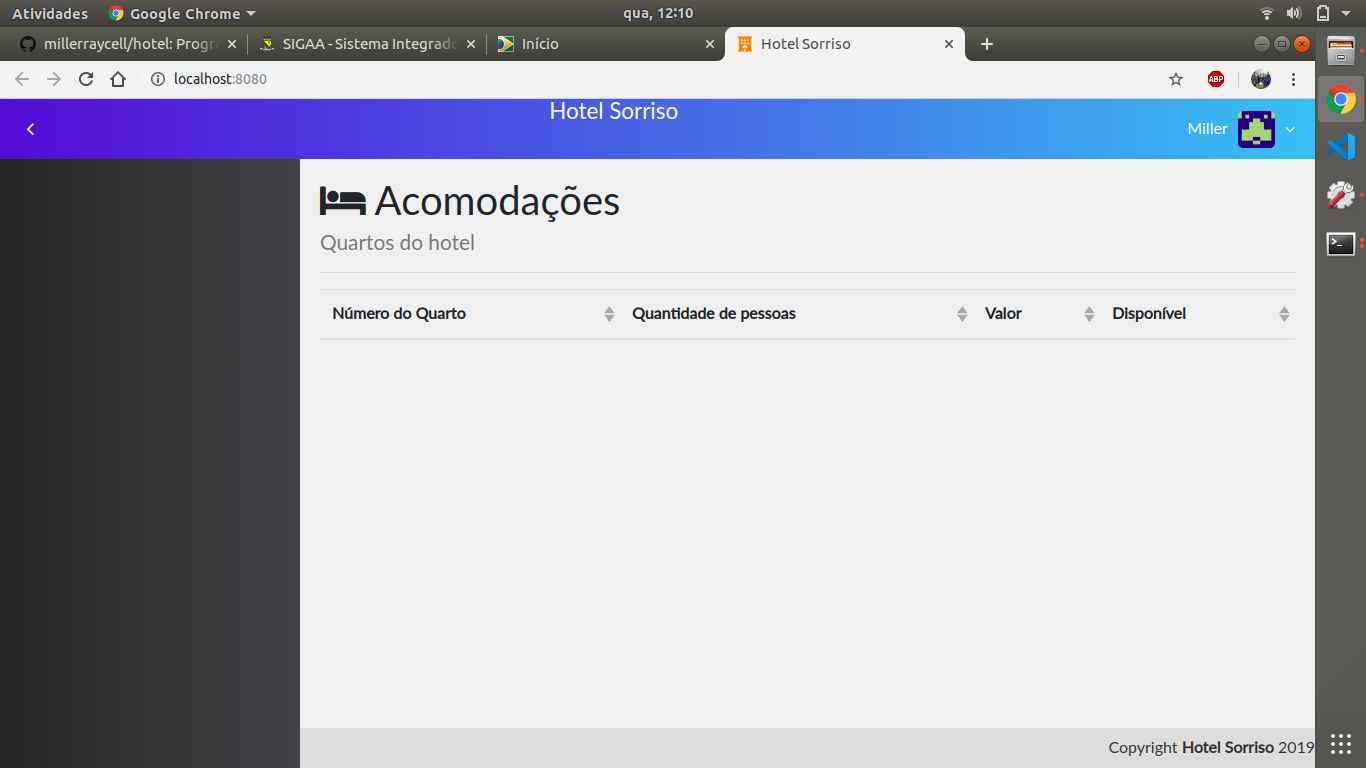 Atividades Google Chrome qua, 12:10
millerraycell/hotel: Progra SIGAA - Sistema Integrado Início Hotel Sorriso
localhost:8080 ABP
Hotel Sorriso
Miller
Acomodações
Quartos do hotel
Número do Quarto Quantidade de pessoas Valor Disponível
Copyright Hotel Sorriso 2019